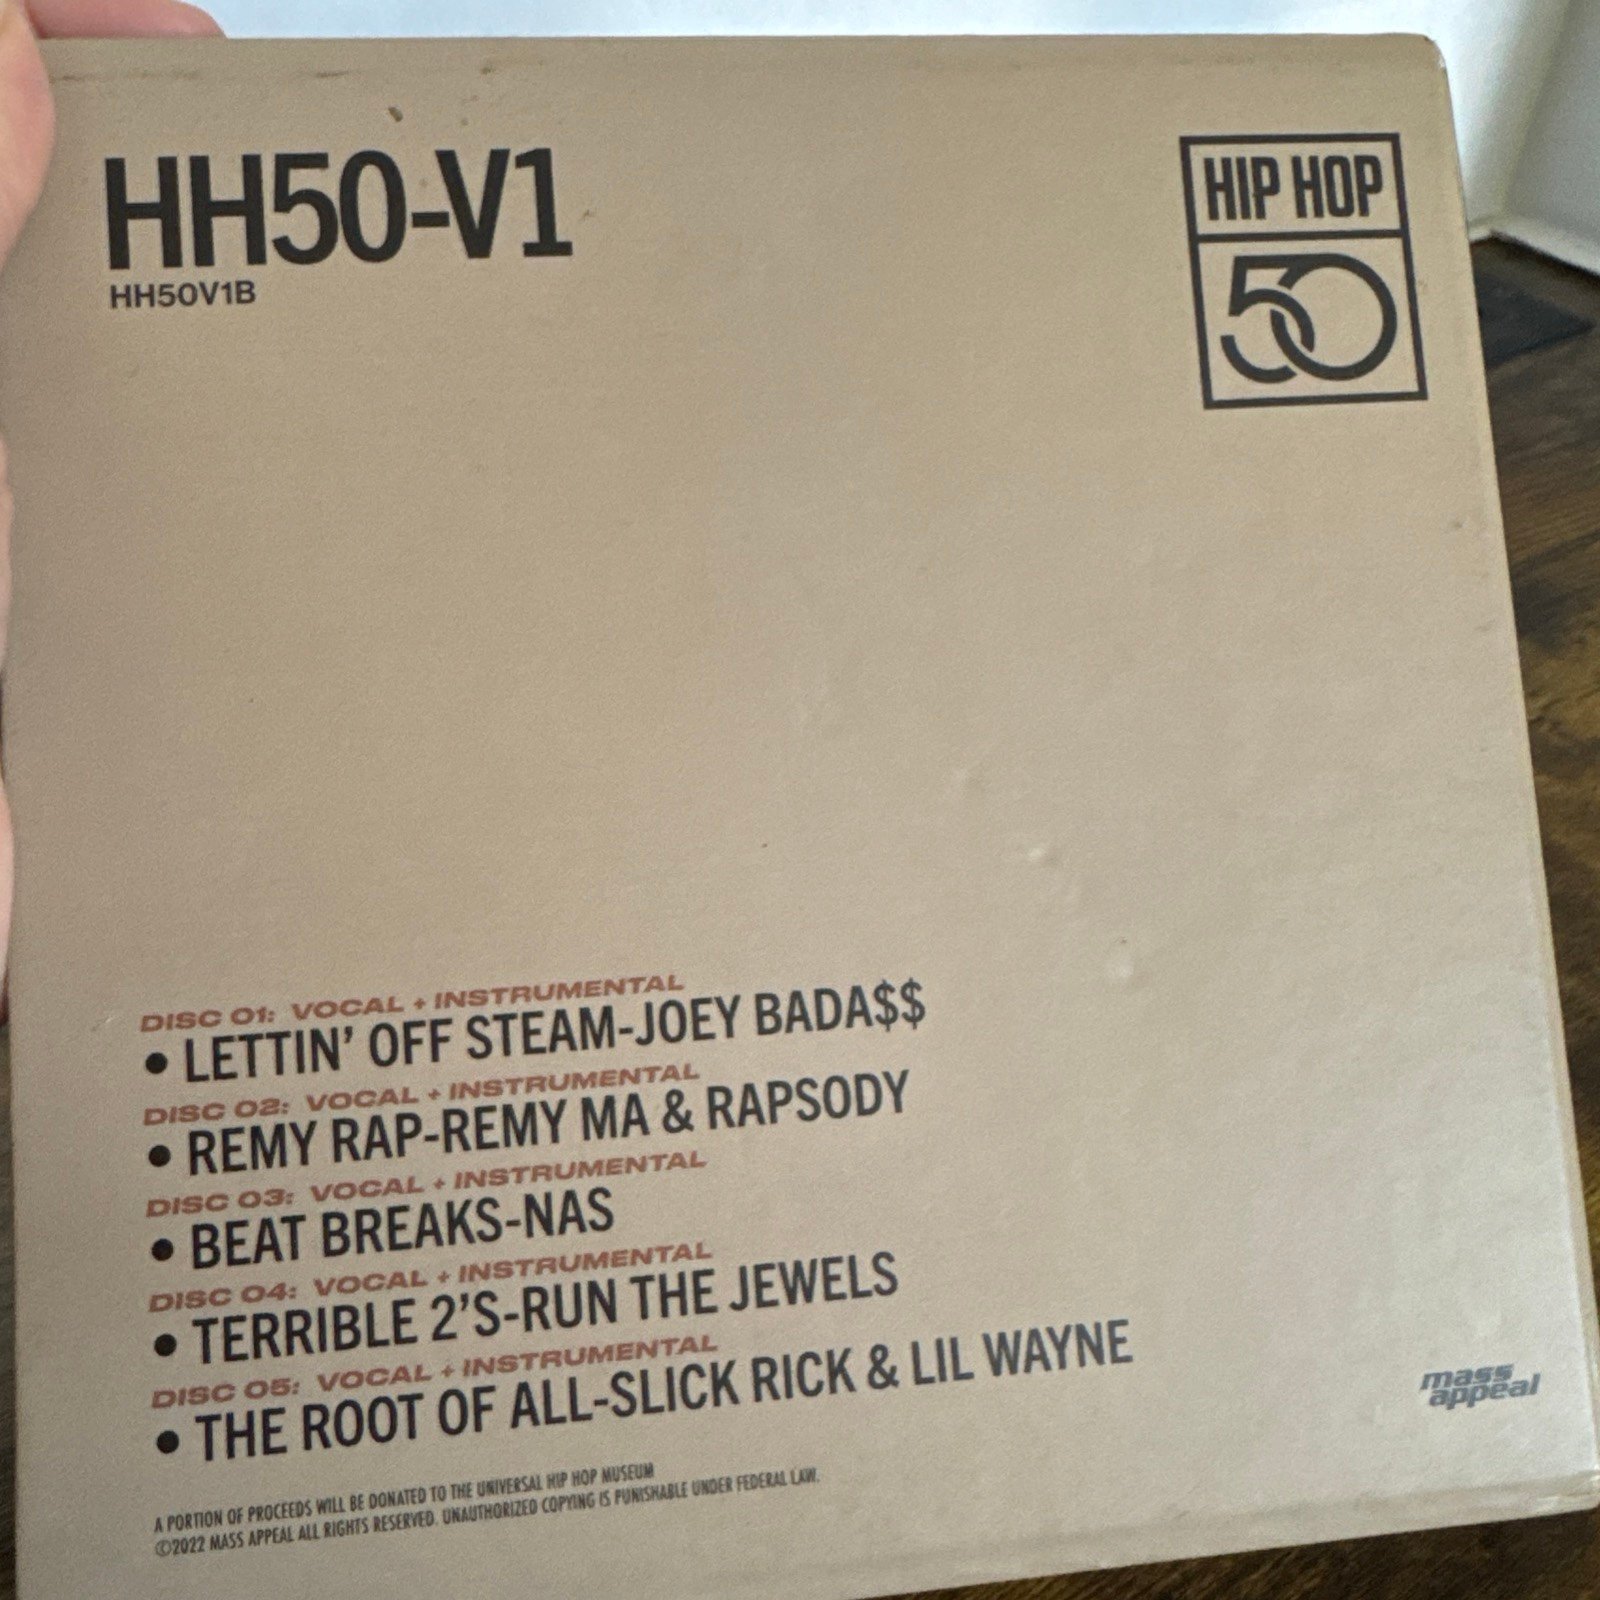 HH50-V1
HH50V1B
HIP HOP
50
DISC 01: VOCAL + INSTRUMENTAL
• LETTIN' OFF STEAM-JOEY BADA$$
DISC 02: VOCAL + INSTRUMENTAL
• REMY RAP-REMY MA & RAPSODY
DISC 03: VOCAL + INSTRUMENTAL
• BEAT BREAKS-NAS
DISC 04: VOCAL + INSTRUMENTAL
• TERRIBLE 2'S-RUN THE JEWELS
DISC 05: VOCAL + INSTRUMENTAL
• THE ROOT OF ALL-SLICK RICK & LIL WAYNE
A PORTION OF PROCEEDS WILL BE DONATED TO THE UNIVERSAL HIP HOP MUSEUM
©2022 MASS APPEAL ALL RIGHTS RESERVED. UNAUTHORIZED COPYING IS PUNISHABLE UNDER FEDERAL LAW.
mass
appeal